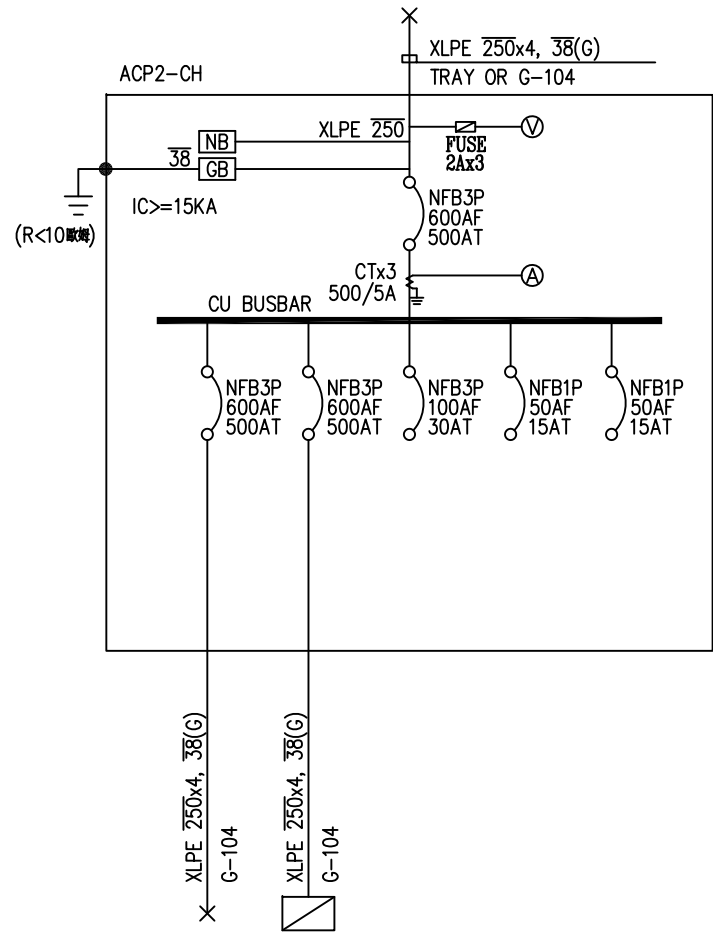 XLPE 250x4, 38(G)
TRAY OR G-104
ACP2-CH
XLPE 250
NB
V
FUSE
2Ax3
38
GB
IC>=15KA
(R<10歐姆)
NFB3P
600AF
500AT
CTx3
500/5A
A
CU BUSBAR
NFB3P
600AF
500AT
NFB3P
600AF
500AT
NFB3P
100AF
30AT
NFB1P
50AF
15AT
NFB1P
50AF
15AT
XLPE 250x4, 38(G)
G-104
XLPE 250x4, 38(G)
G-104